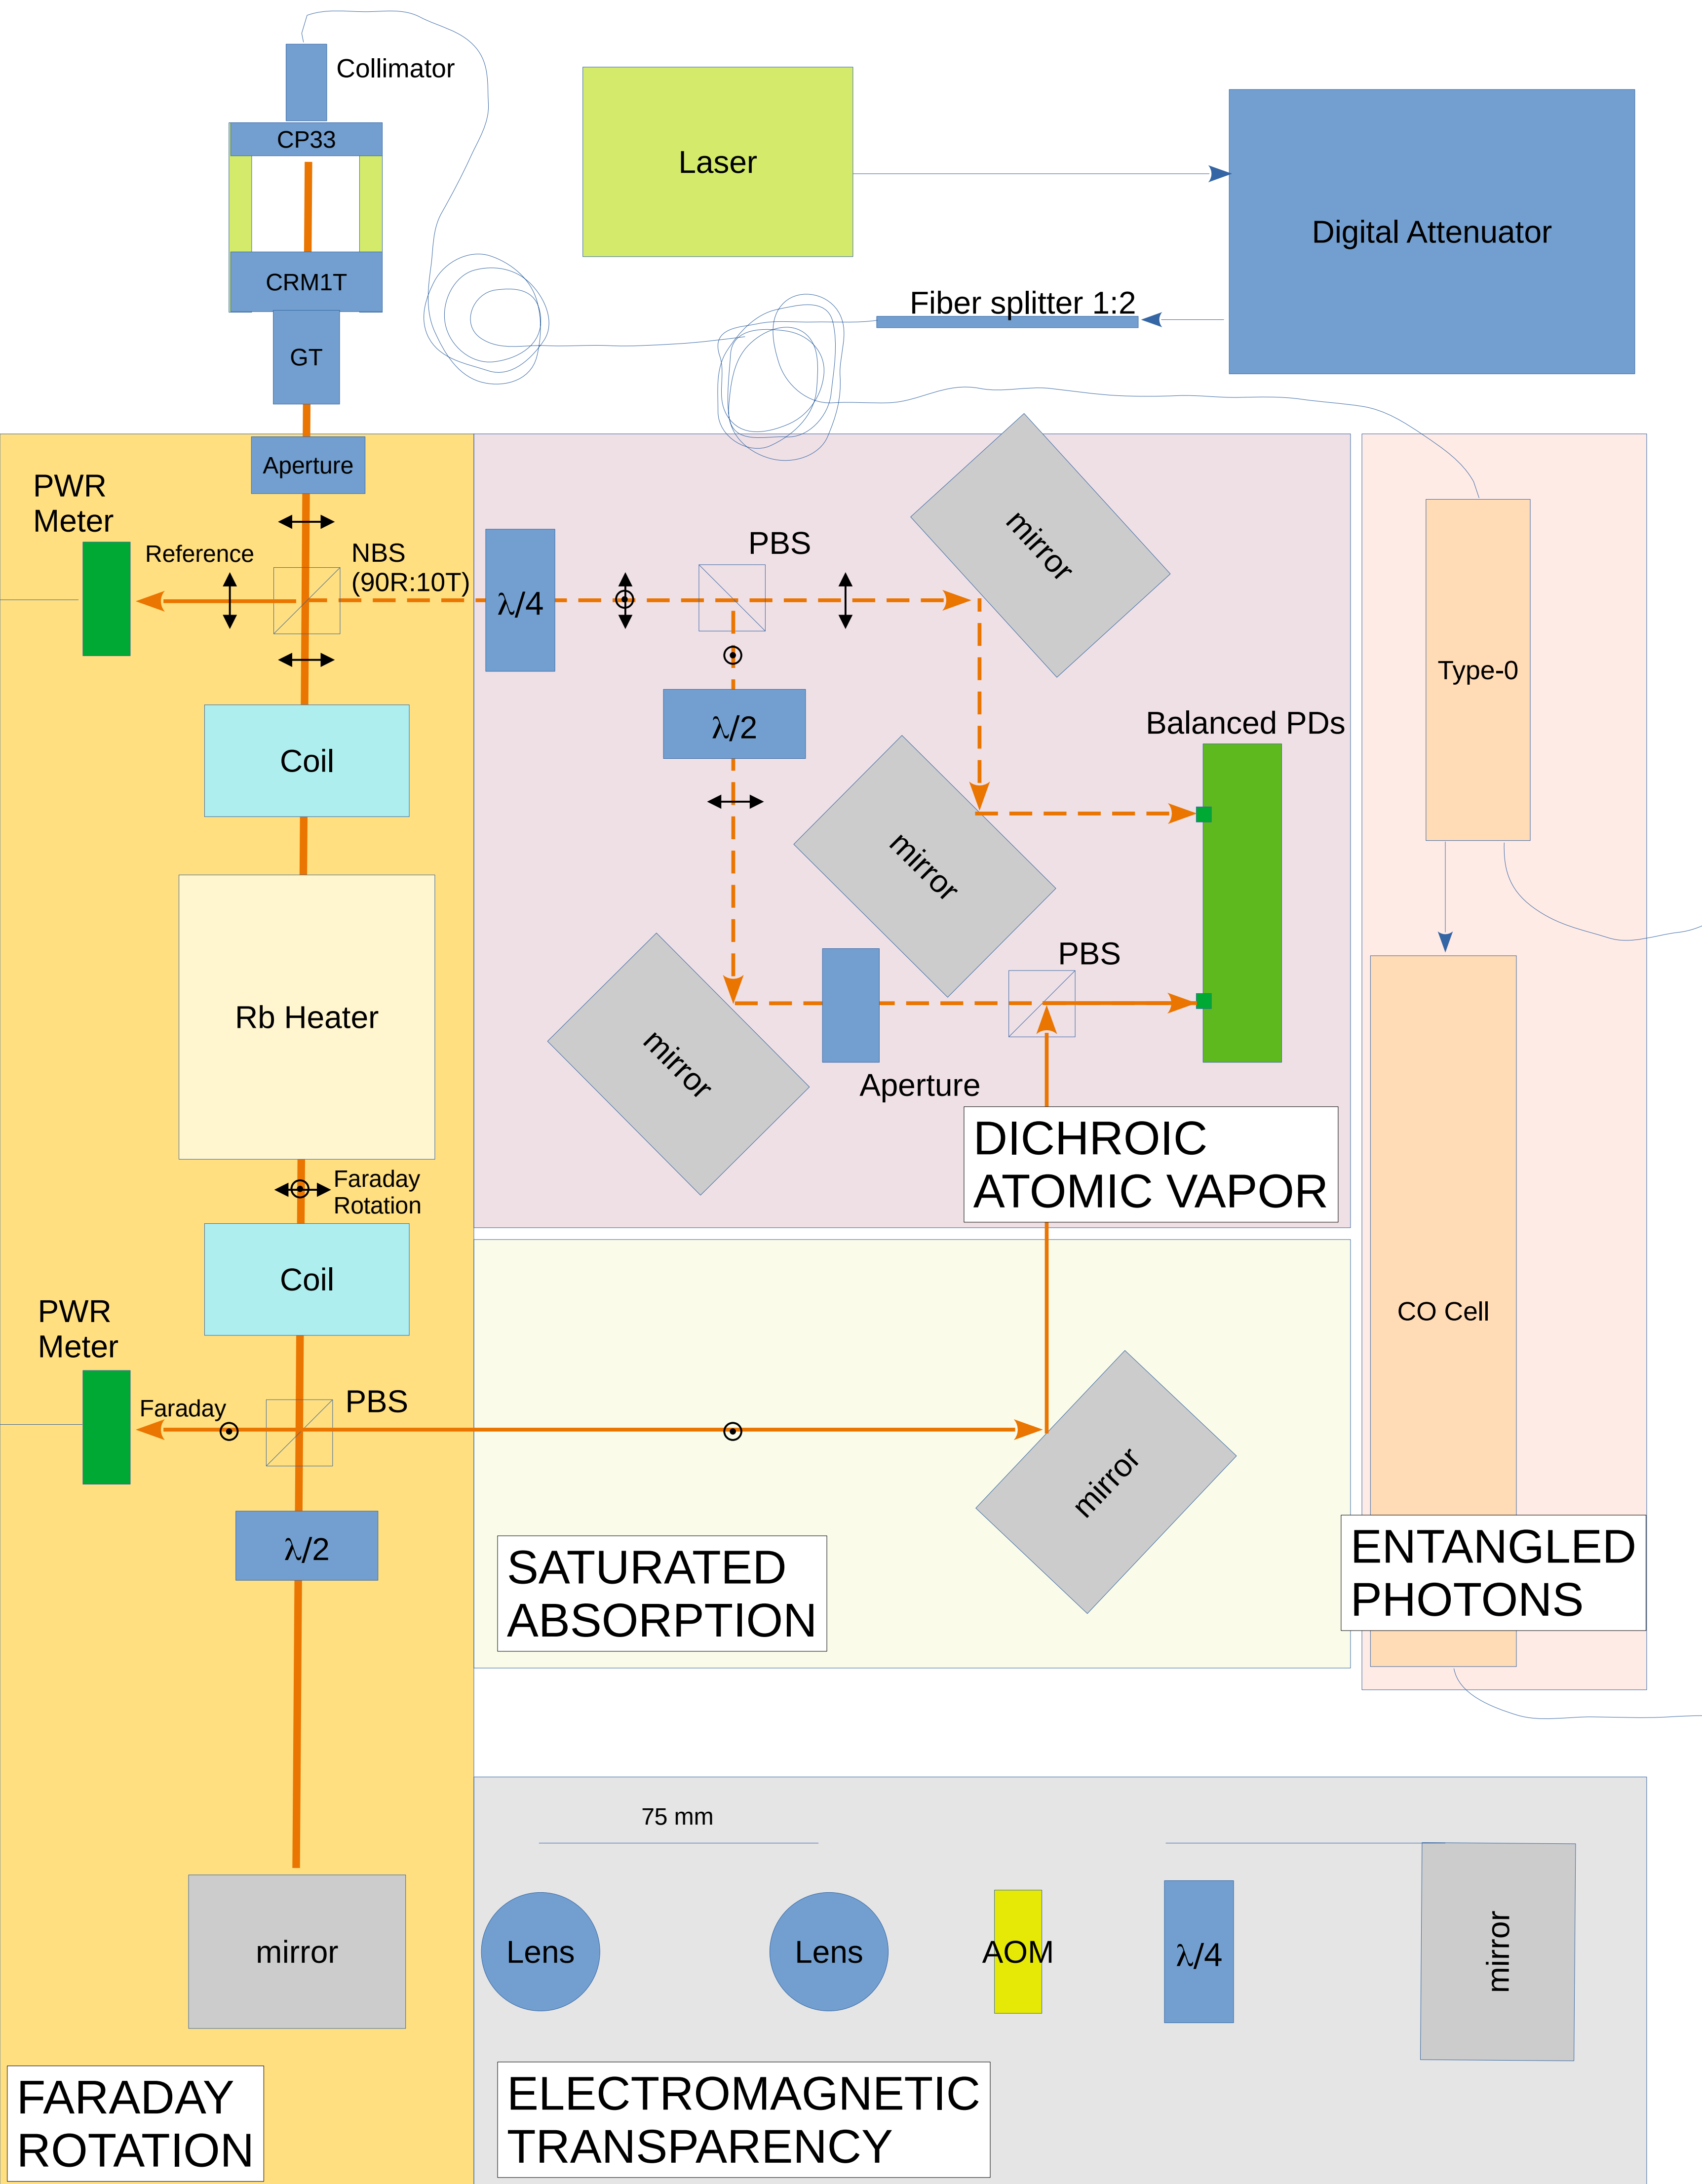 Collimator
CP33
Laser
Digital Attenuator
CRM1T
Fiber splitter 1:2
GT
Aperture
PWR
Meter
Reference
NBS
(90R:10T)
λ/4
PBS
mirror
Type-0
λ/2
Balanced PDs
Coil
mirror
PBS
Rb Heater
mirror
Aperture
DICHROIC
ATOMIC VAPOR
Faraday
Rotation
Coil
CO Cell
PWR
Meter
Faraday
PBS
mirror
λ/2
SATURATED
ABSORPTION
ENTANGLED
PHOTONS
75 mm
mirror
Lens
Lens
AOM
λ/4
mirror
FARADAY
ROTATION
ELECTROMAGNETIC
TRANSPARENCY